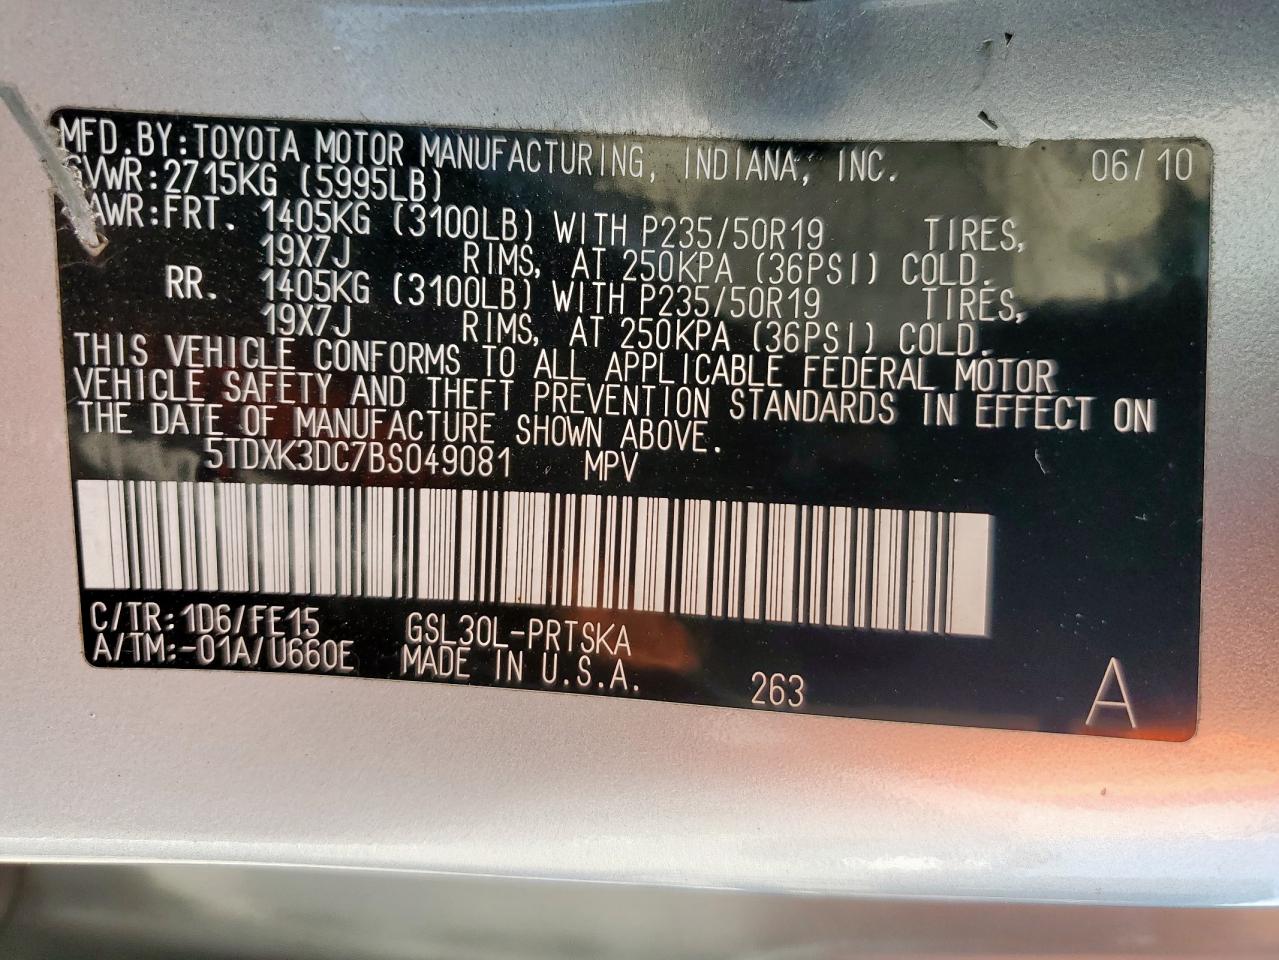 MFD.BY:TOYOTA MOTOR MANUFACTURING, INDIANA, INC. 06/10
GVWR:2715KG (5995LB)
GAWR:FRT. 1405KG (3100LB) WITH P235/50R19 TIRES,
19X7J RIMS, AT 250KPA (36PSI) COLD.
RR. 1405KG (3100LB) WITH P235/50R19 TIRES,
19X7J RIMS, AT 250KPA (36PSI) COLD.
THIS VEHICLE CONFORMS TO ALL APPLICABLE FEDERAL MOTOR
VEHICLE SAFETY AND THEFT PREVENTION STANDARDS IN EFFECT ON
THE DATE OF MANUFACTURE SHOWN ABOVE.
5TDXK3DC7BS049081 MPV
C/TR:1D6/FE15 GSL30L-PRTSKA
A/TM:-01A/U660E MADE IN U.S.A. 263 A